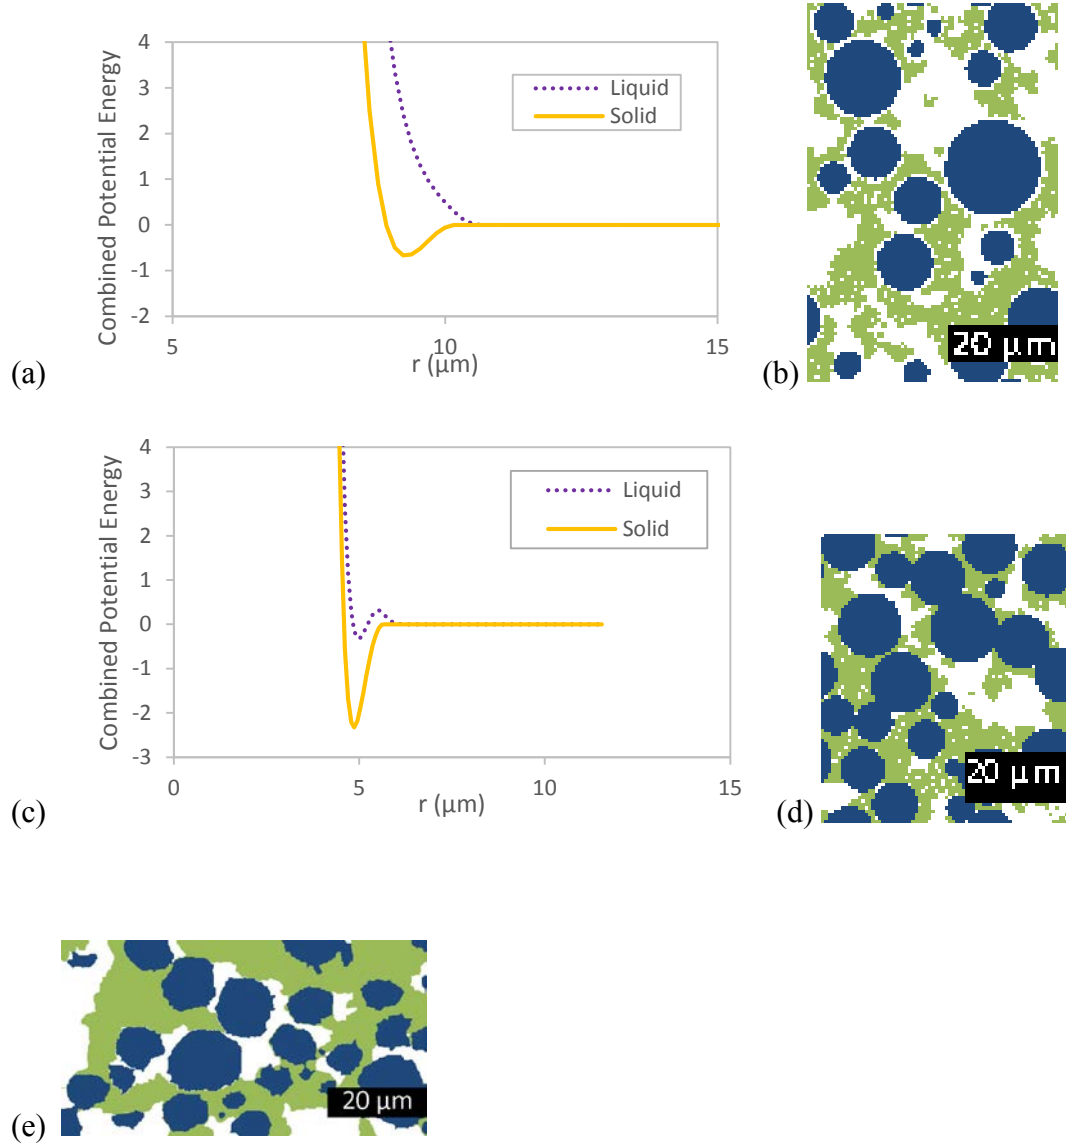 Combined Potential Energy
4
3
2
1
0
-1
-2
5
10
15
r (µm)
Liquid
Solid
(a)
20 µm
(b)
Combined Potential Energy
4
3
2
1
0
-1
-2
-3
0
5
10
15
r (µm)
Liquid
Solid
(c)
20 µm
(d)
20 µm
(e)